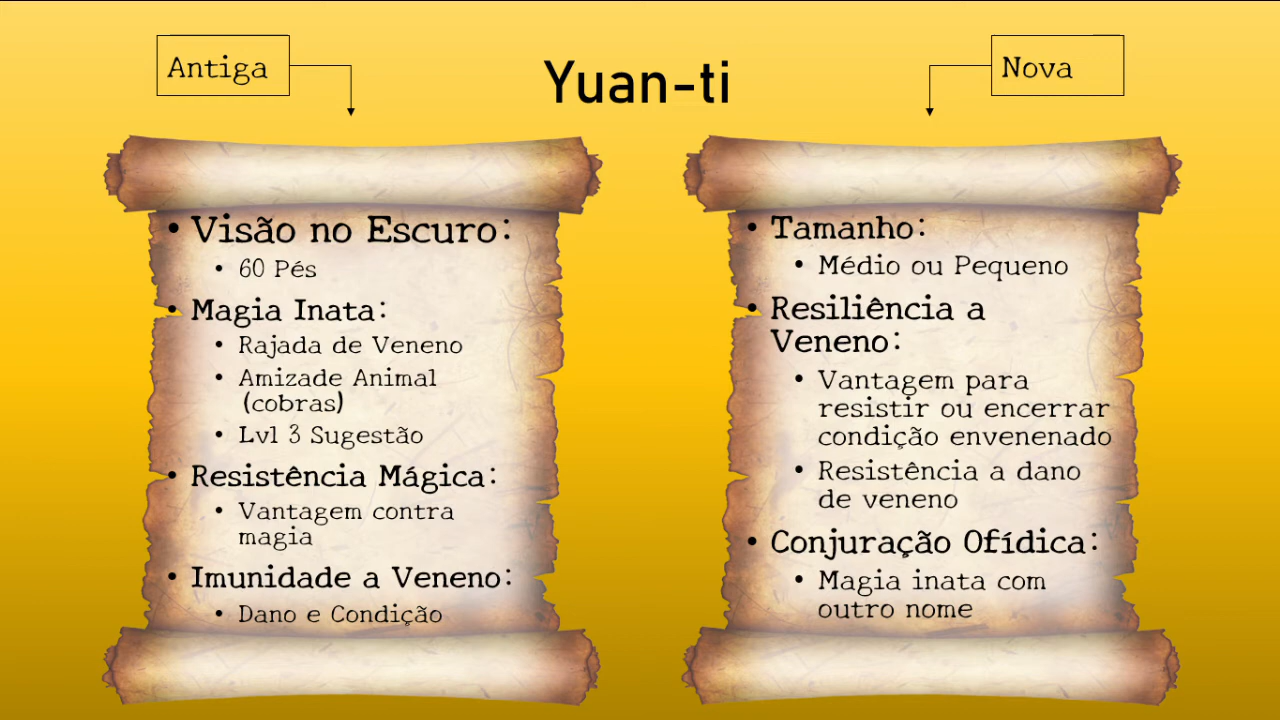 Antiga
Yuan-ti
Nova
• Visão no Escuro:
• 60 Pés
• Magia Inata:
• Rajada de Veneno
• Amizade Animal
(cobras)
• Lvl 3 Sugestão
• Resistência Mágica:
• Vantagem contra
magia
• Imunidade a Veneno:
• Dano e Condição
• Tamanho:
• Médio ou Pequeno
• Resiliência a
Veneno:
• Vantagem para
resistir ou encerrar
condição envenenado
• Resistência a dano
de veneno
• Conjuração Ofídica:
• Magia inata com
outro nome